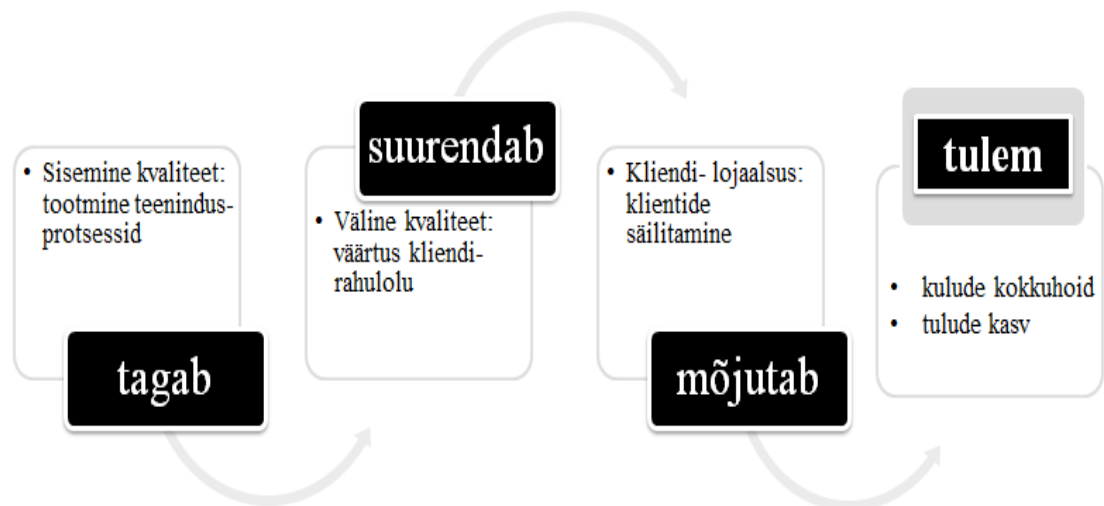 • Sisemine kvaliteet:
tootmine teenindus-
protsessid
tagab
suurendab
• Väline kvaliteet:
väärtus kliendi-
rahulolu
• Kliendi- lojaalsus:
klientide
säilitamine
mõjutab
tulem
• kulude kokkuhoid
• tulude kasv